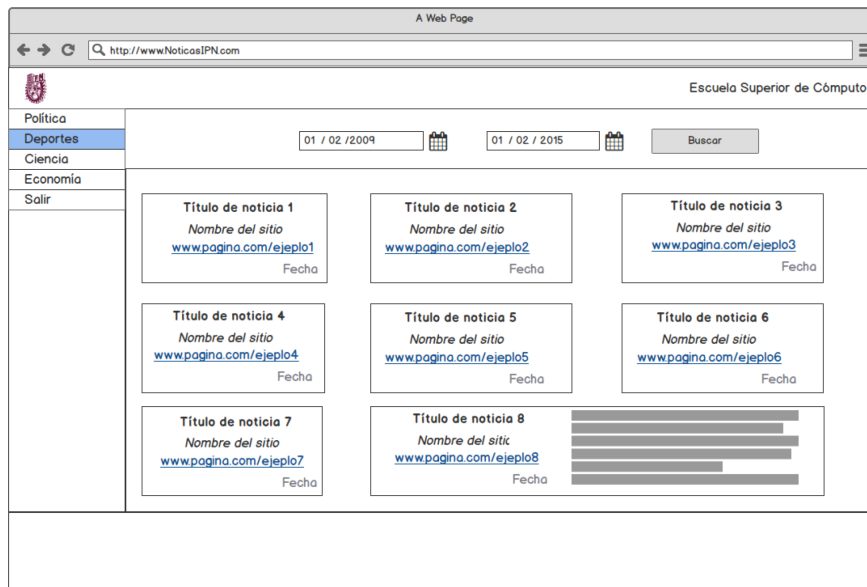 A Web Page
http://www.NoticasIPN.com
Escuela Superior de Cómputo
Política
Deportes
Ciencia
Economía
Salir
01 / 02 /2009
01 / 02 / 2015
Buscar
Título de noticia 1
Nombre del sitio
www.pagina.com/ejeplo1
Fecha
Título de noticia 2
Nombre del sitio
www.pagina.com/ejeplo2
Fecha
Título de noticia 3
Nombre del sitio
www.pagina.com/ejeplo3
Fecha
Título de noticia 4
Nombre del sitio
www.pagina.com/ejeplo4
Fecha
Título de noticia 5
Nombre del sitio
www.pagina.com/ejeplo5
Fecha
Título de noticia 6
Nombre del sitio
www.pagina.com/ejeplo6
Fecha
Título de noticia 7
Nombre del sitio
www.pagina.com/ejeplo7
Fecha
Título de noticia 8
Nombre del sitic
www.pagina.com/ejeplo8
Fecha